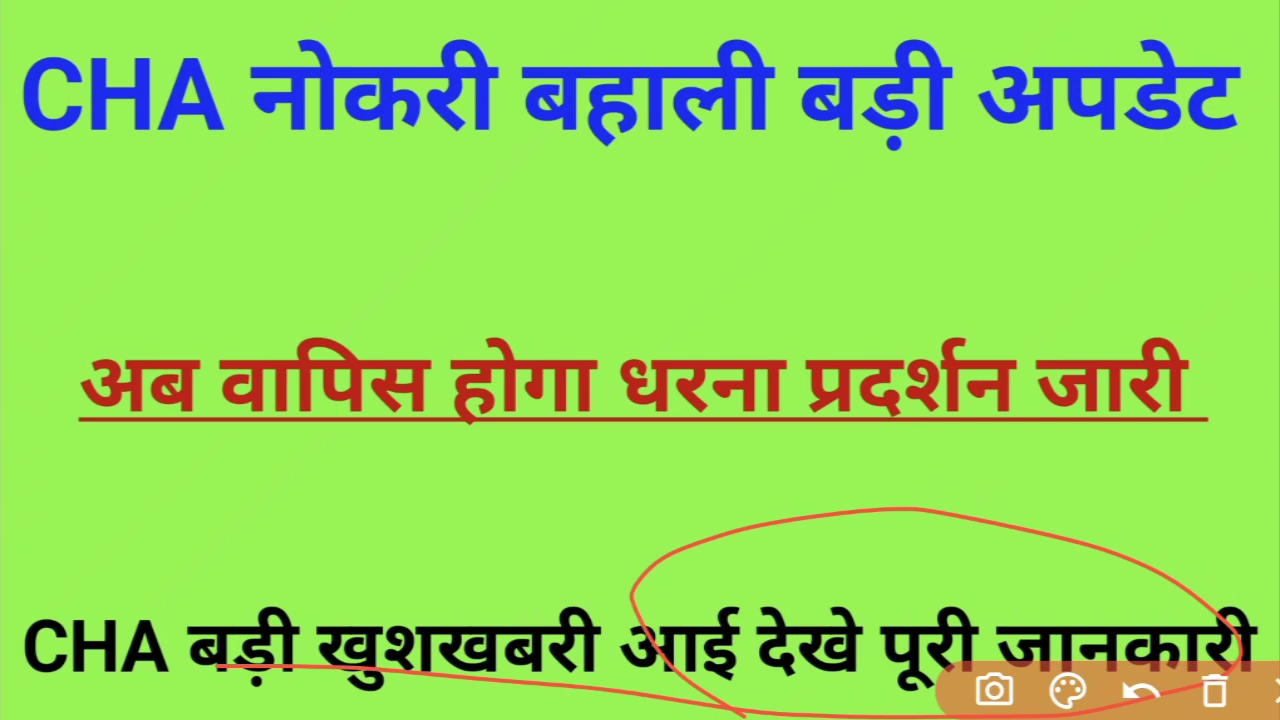 CHA नोकरी बहाली बड़ी अपडेट
अब वापिस होगा धरना प्रदर्शन जारी
CHA बड़ी खुशखबरी आई देखे पूरी जानकारी